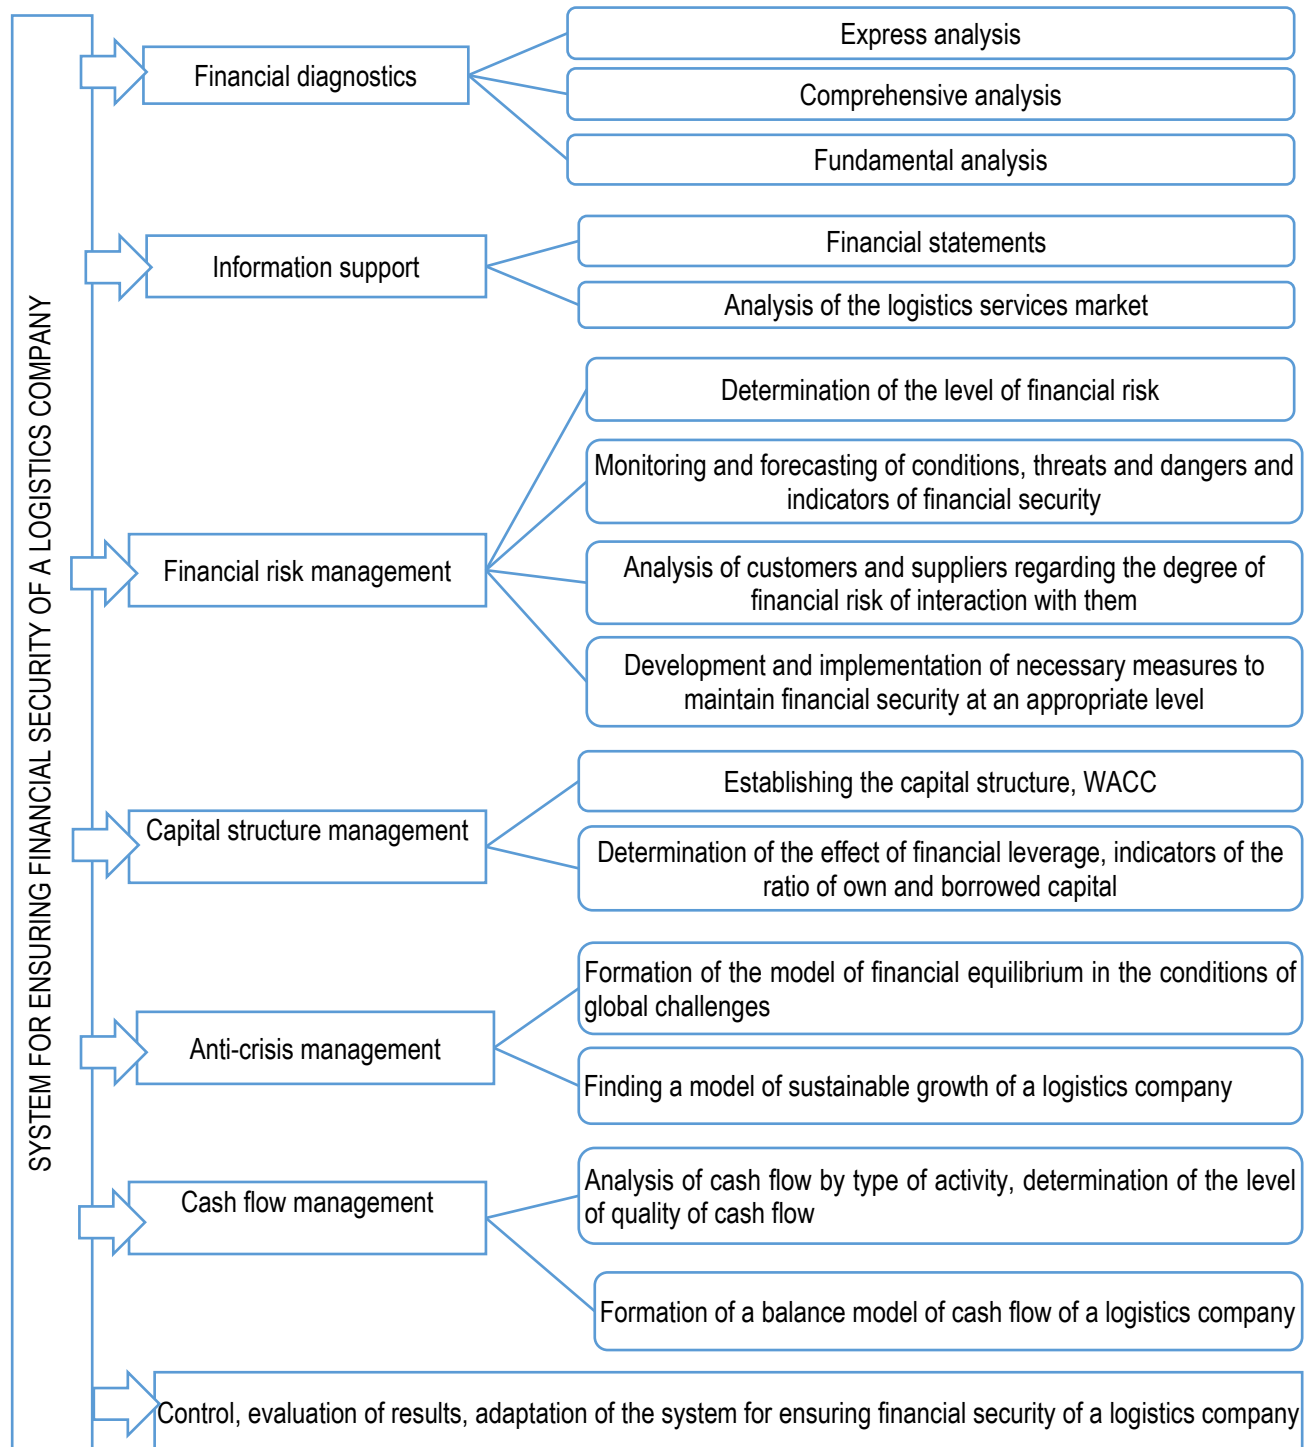 SYSTEM FOR ENSURING FINANCIAL SECURITY OF A LOGISTICS COMPANY
Financial diagnostics
Express analysis
Comprehensive analysis
Fundamental analysis
Information support
Financial statements
Analysis of the logistics services market
Financial risk management
Determination of the level of financial risk
Monitoring and forecasting of conditions, threats and dangers and
indicators of financial security
Analysis of customers and suppliers regarding the degree of
financial risk of interaction with them
Development and implementation of necessary measures to
maintain financial security at an appropriate level
Capital structure management
Establishing the capital structure, WACC
Determination of the effect of financial leverage, indicators of the
ratio of own and borrowed capital
Anti-crisis management
Formation of the model of financial equilibrium in the conditions of
global challenges
Finding a model of sustainable growth of a logistics company
Cash flow management
Analysis of cash flow by type of activity, determination of the level
of quality of cash flow
Formation of a balance model of cash flow of a logistics company
Control, evaluation of results, adaptation of the system for ensuring financial security of a logistics company